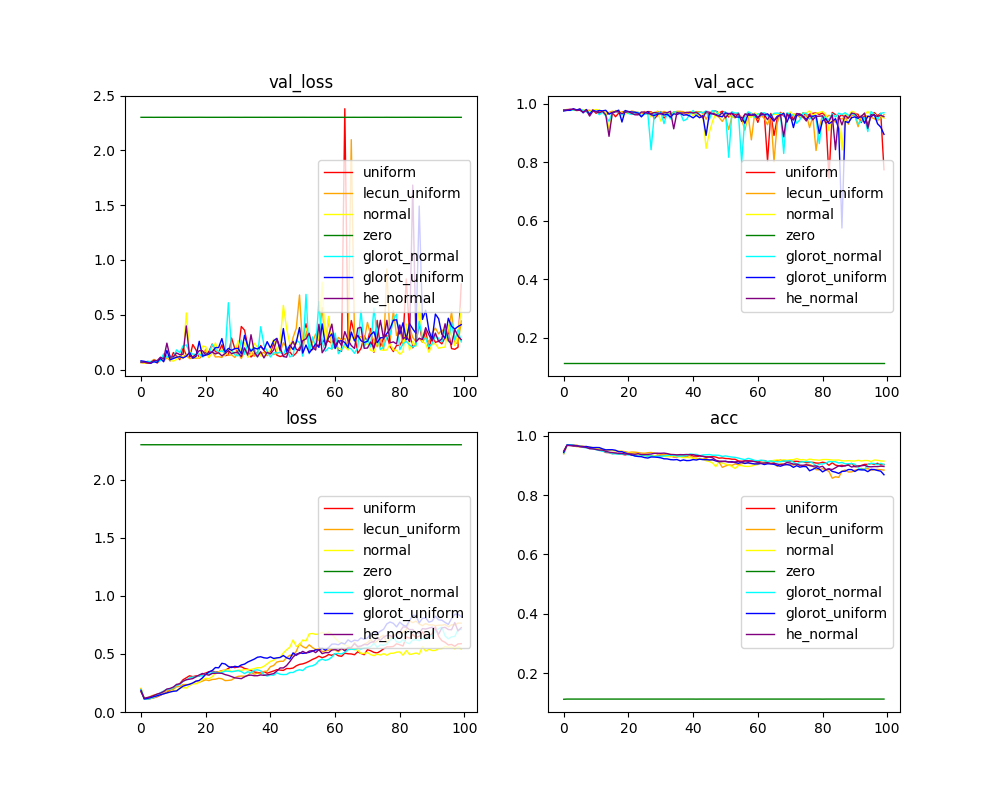 val_loss
2.5
2.0
1.5
1.0
0.5
0.0
0 20 40 60 80 100
uniform
lecun_uniform
normal
zero
glorot_normal
glorot_uniform
he_normal
val_acc
1.0
0.8
0.6
0.4
0.2
0 20 40 60 80 100
uniform
lecun_uniform
normal
zero
glorot_normal
glorot_uniform
he_normal
loss
2.0
1.5
1.0
0.5
0.0
0 20 40 60 80 100
uniform
lecun_uniform
normal
zero
glorot_normal
glorot_uniform
he_normal
acc
1.0
0.8
0.6
0.4
0.2
0 20 40 60 80 100
uniform
lecun_uniform
normal
zero
glorot_normal
glorot_uniform
he_normal